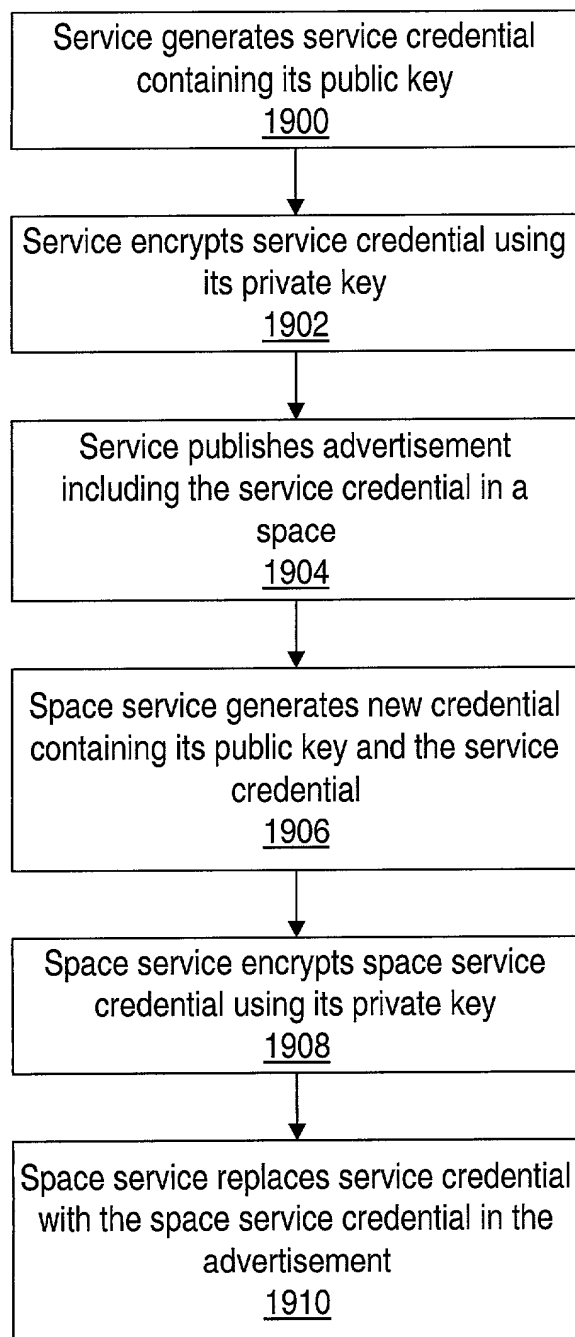 Service generates service credential
containing its public key
1900
Service encrypts service credential using
its private key
1902
Service publishes advertisement
including the service credential in a
space
1904
Space service generates new credential
containing its public key and the service
credential
1906
Space service encrypts space service
credential using its private key
1908
Space service replaces service credential
with the space service credential in the
advertisement
1910